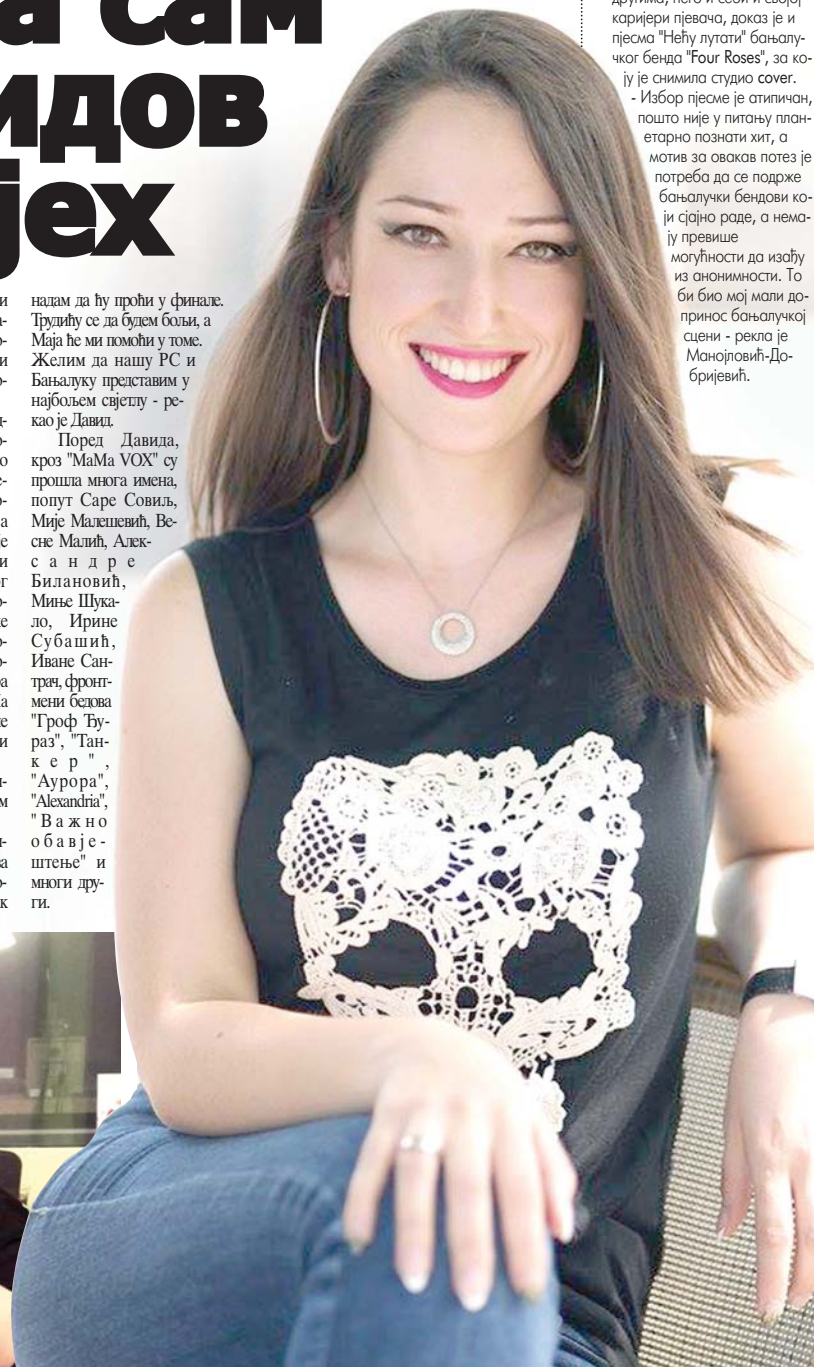 а сам
идов
јех
надам да ћу проћи у финале.
Трудићу се да будем бољи, а
Маја ће ми помоћи у томе.
Желим да нашу РС и
Бањалуку представим у
најбољем свјетлу - ре-
као је Давид.
Поред Давида,
кроз "MaMa VOX" су
прошла многа имена,
попут Саре Совиљ,
Мије Малешевић, Ве-
сне Малић, Алек-
сандре
Билановић,
Миње Шука-
ло, Ирине
Субашић,
Иване Сан-
трач, фронт-
мени бедова
"Гроф Ђу-
раз", "Тан-
кер",
"Аурора",
"Alexandria",
"Важно
обавје-
штење" и
многи дру-
ги.
другима, него и себи и својој
каријери пјевача, доказ је и
пјесма "Нећу лутати" бањалу-
чког бенда "Four Roses", за ко-
ју је снимила студио cover.
- Избор пјесме је атипичан,
пошто није у питању план-
етарно познати хит, а
мотив за овакав потез је
потреба да се подрже
бањалучки бендови ко-
ји сјајно раде, а нема-
ју превише
могућности да изађу
из анонимности. То
би био мој мали до-
принос бањалучкој
сцени - рекла је
Манојловић-До-
бријевић.